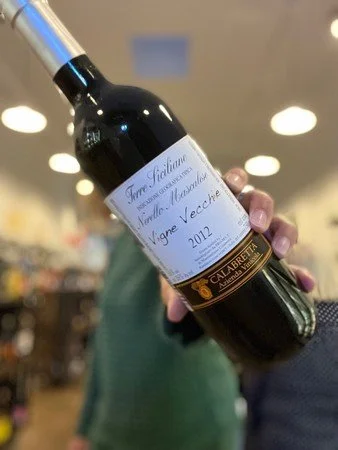 Terre Siciliane
INDICAZIONE GEOGRAFICA TIPICA
Nerello Mascalese
Vigne Vecchie
2012
CALABRETTA
Azienda Vinicola